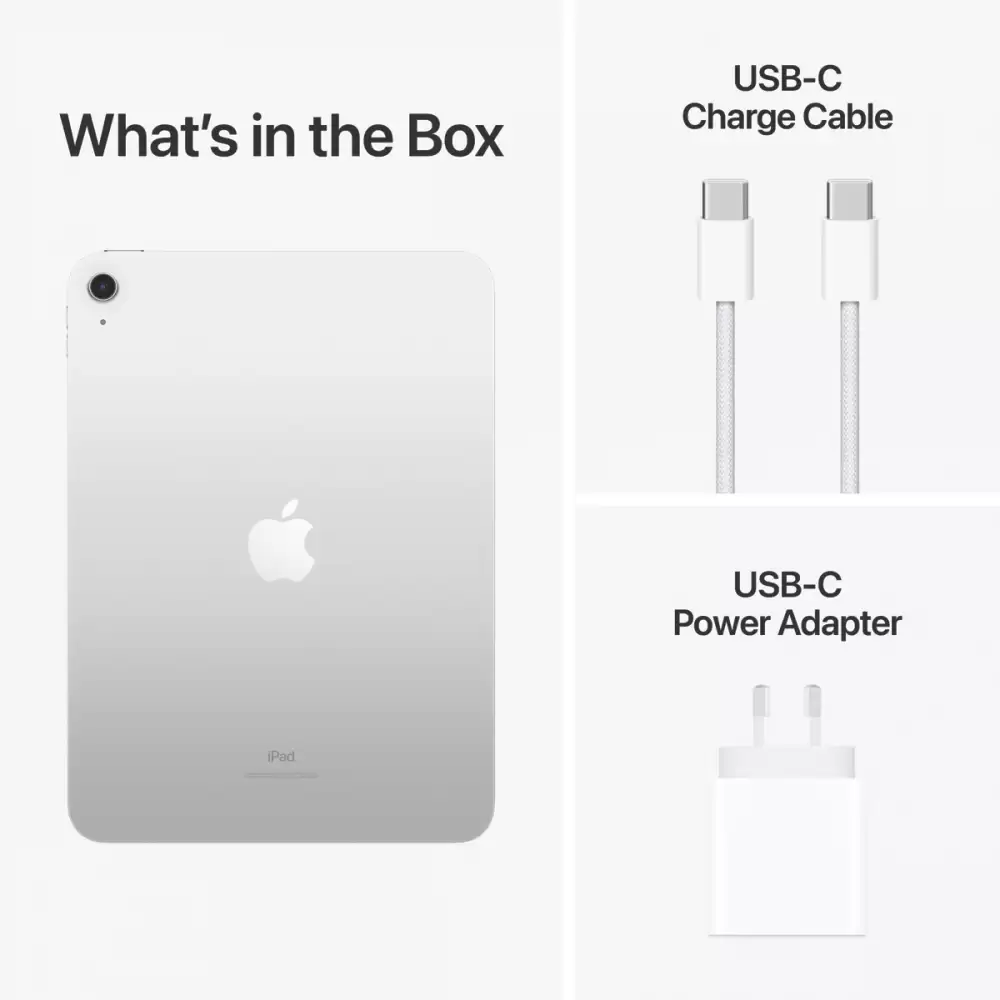 What’s in the Box
iPad
USB-C
Charge Cable
USB-C
Power Adapter